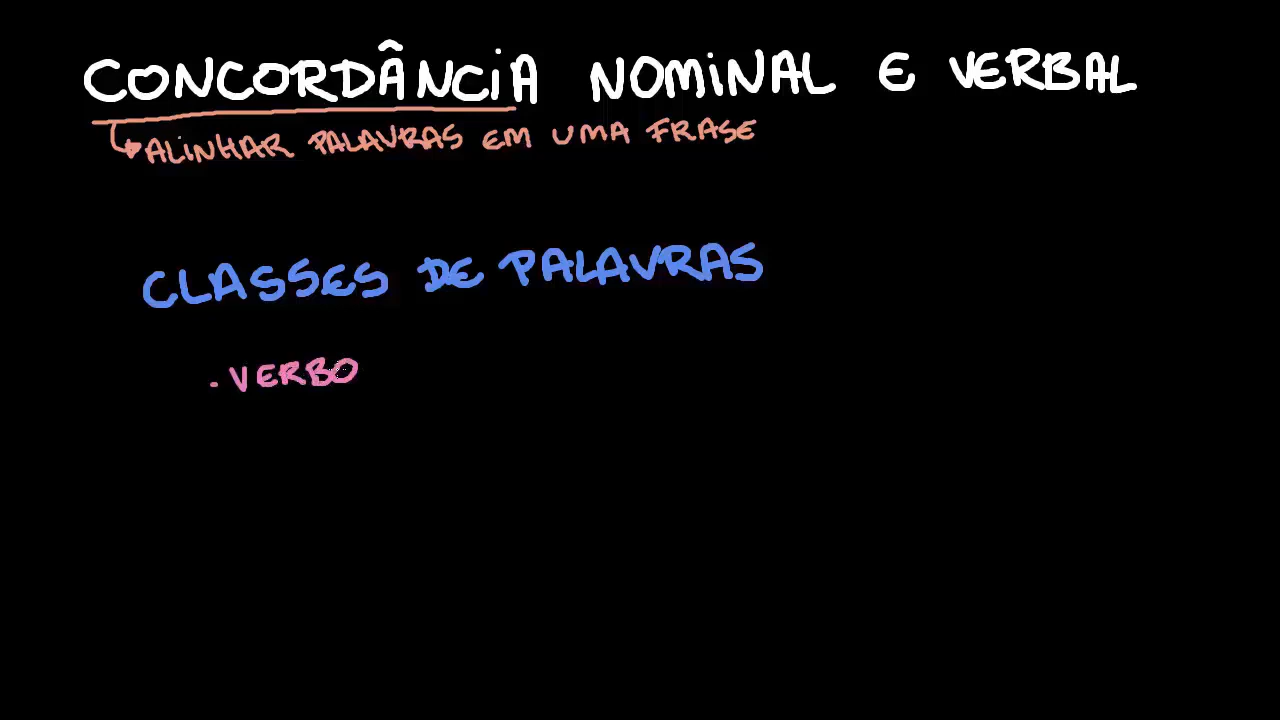 CONCORDÂNCIA NOMINAL E VERBAL
ALINHAR PALAVRAS EM UMA FRASE
CLASSES DE PALAVRAS
. VERBO